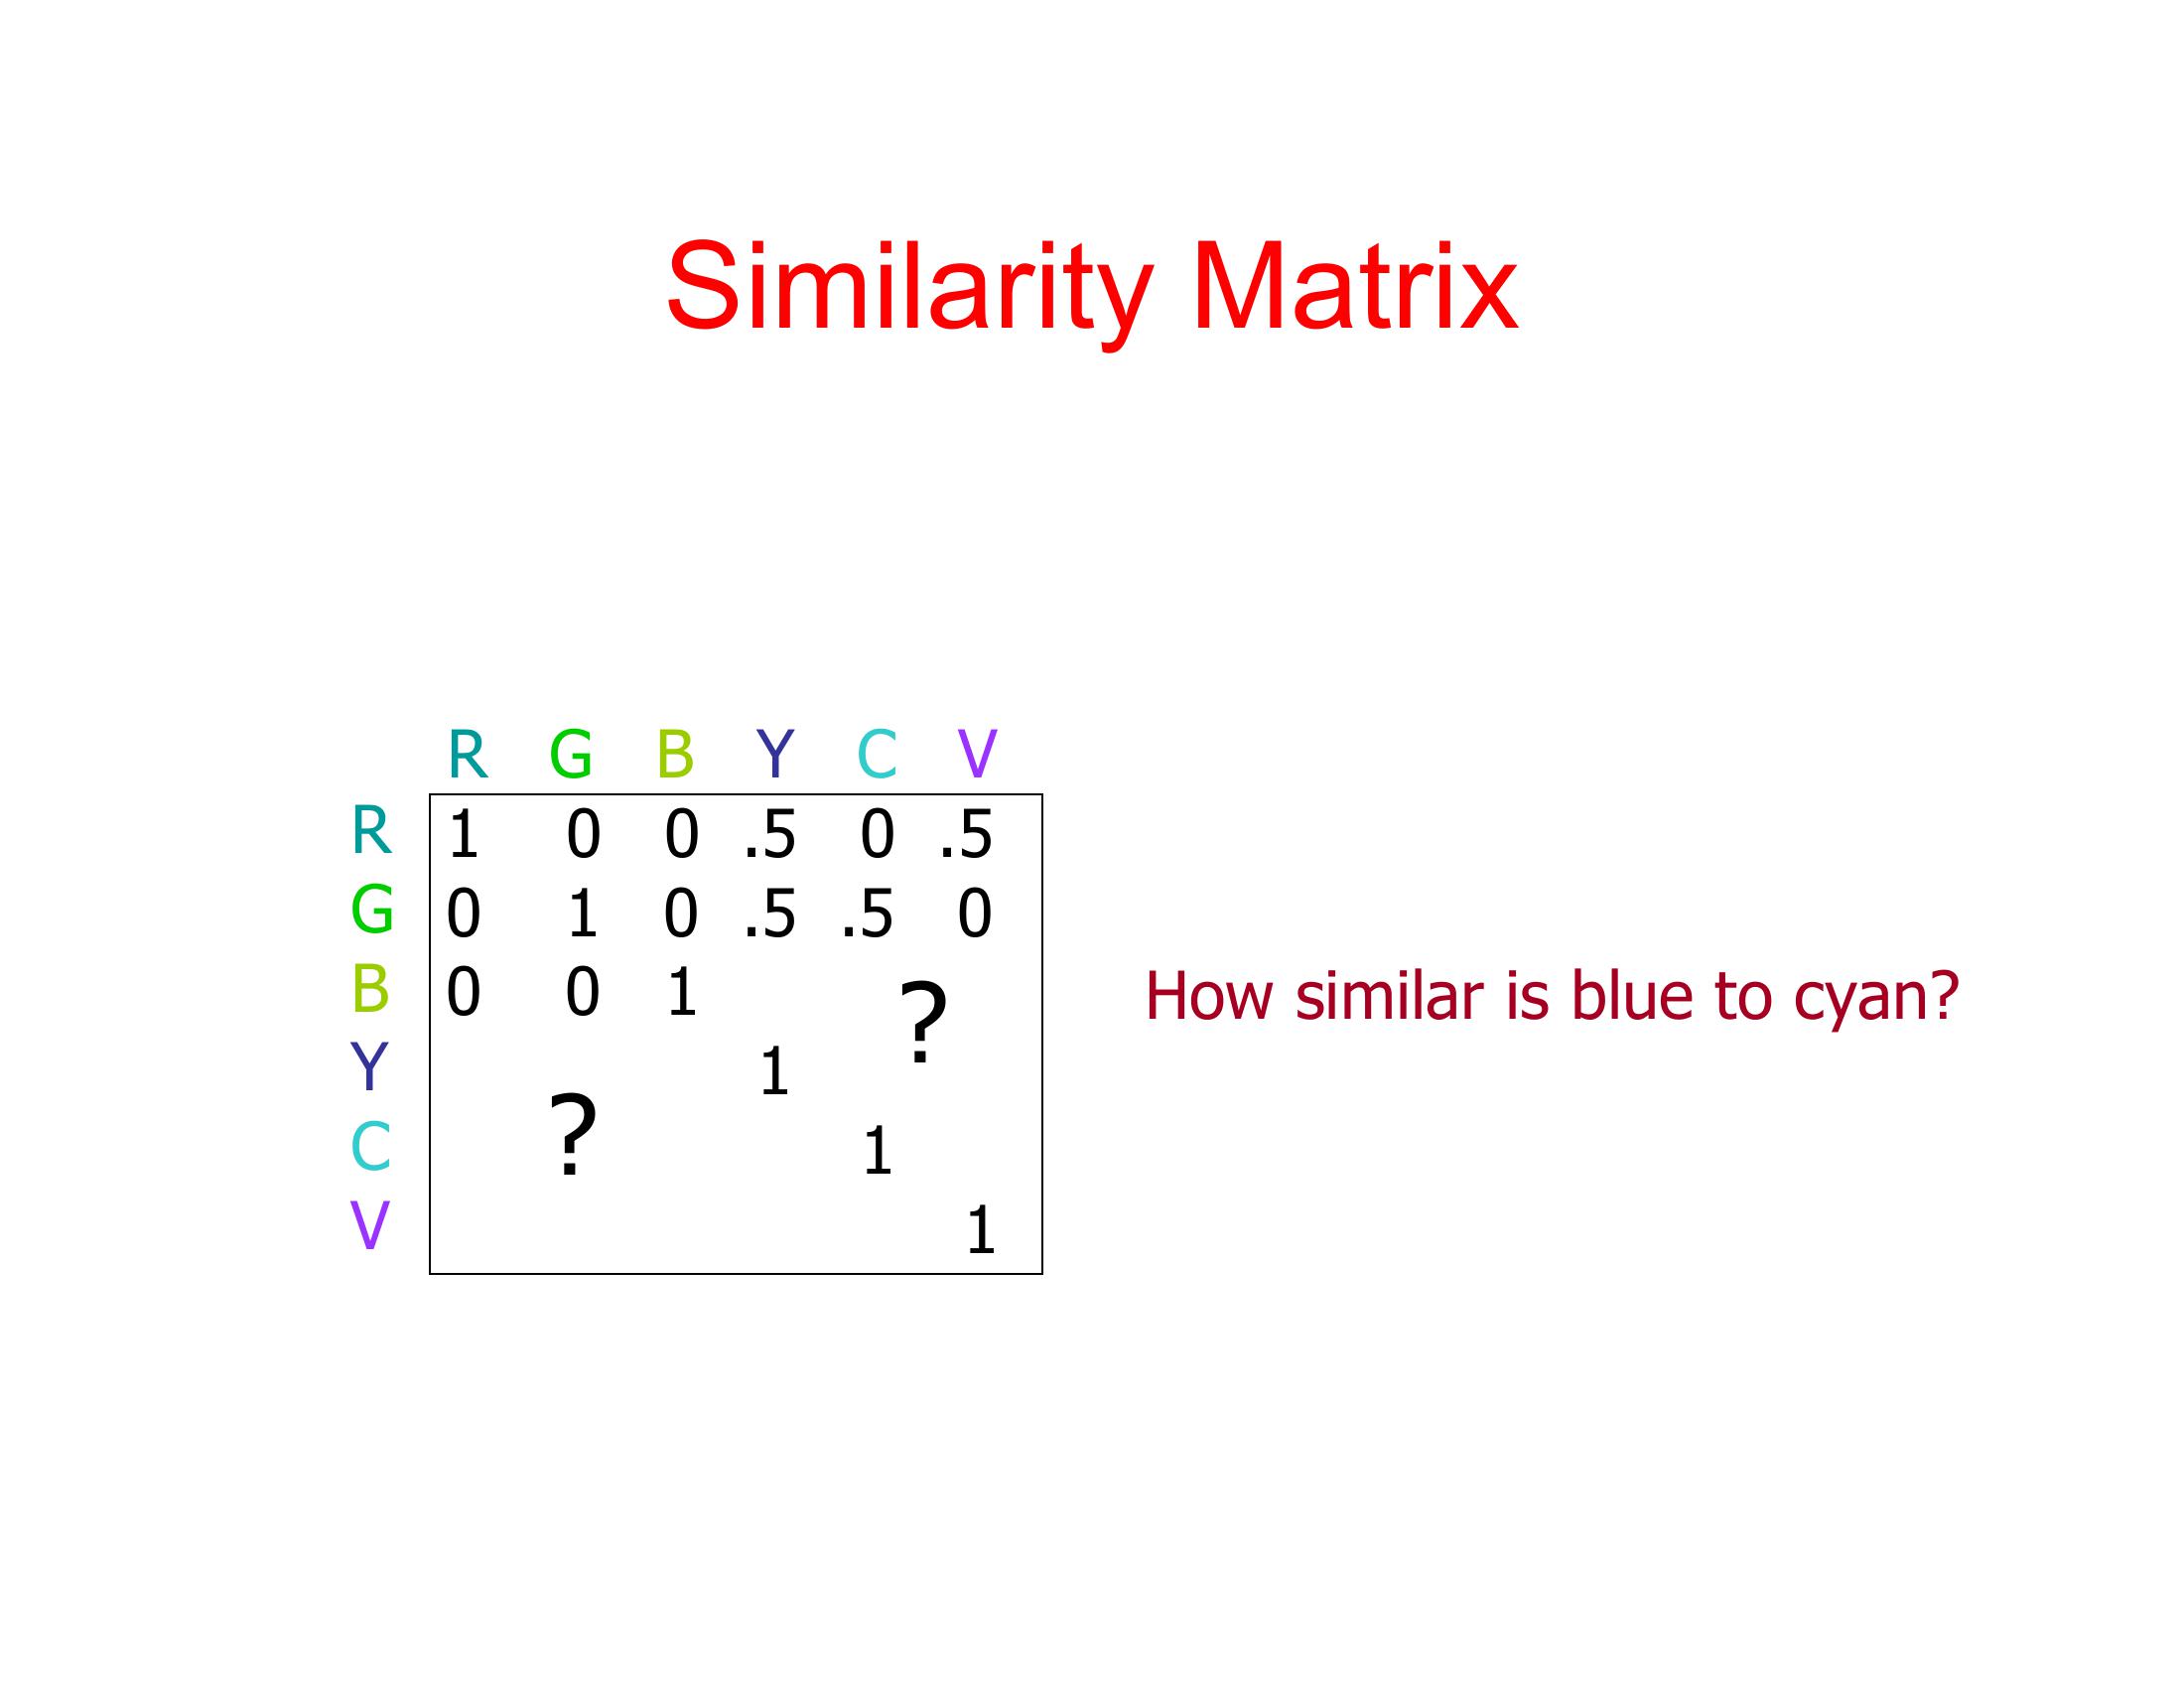 Similarity Matrix
R G B Y C V
R 1 0 0 .5 0 .5
G 0 1 0 .5 .5 0
B 0 0 1 ?
How similar is blue to cyan?
Y 1
?
C 1
V 1